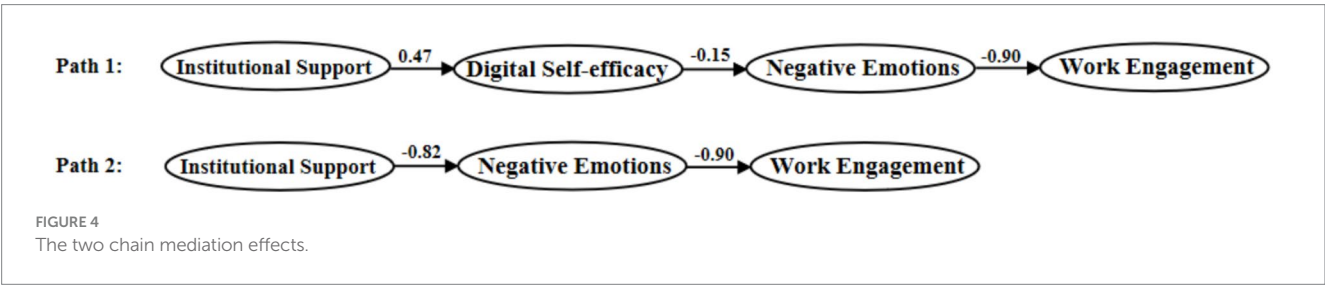 Path 1: Institutional Support 0.47 Digital Self-efficacy -0.15 Negative Emotions -0.90 Work Engagement
Path 2: Institutional Support -0.82 Negative Emotions -0.90 Work Engagement
FIGURE 4
The two chain mediation effects.